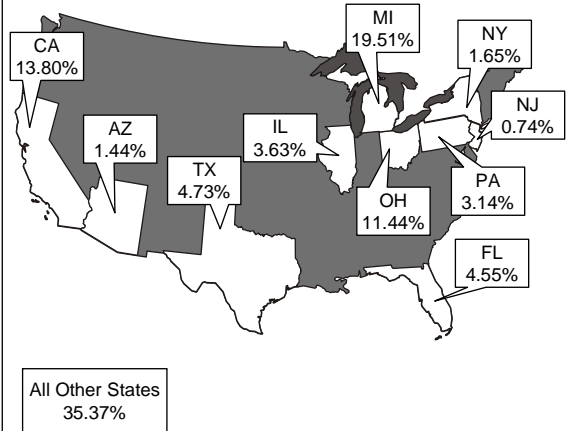 MI
19.51%
CA
13.80%
NY
1.65%
NJ
0.74%
AZ
1.44%
IL
3.63%
TX
4.73%
PA
3.14%
OH
11.44%
FL
4.55%
All Other States
35.37%